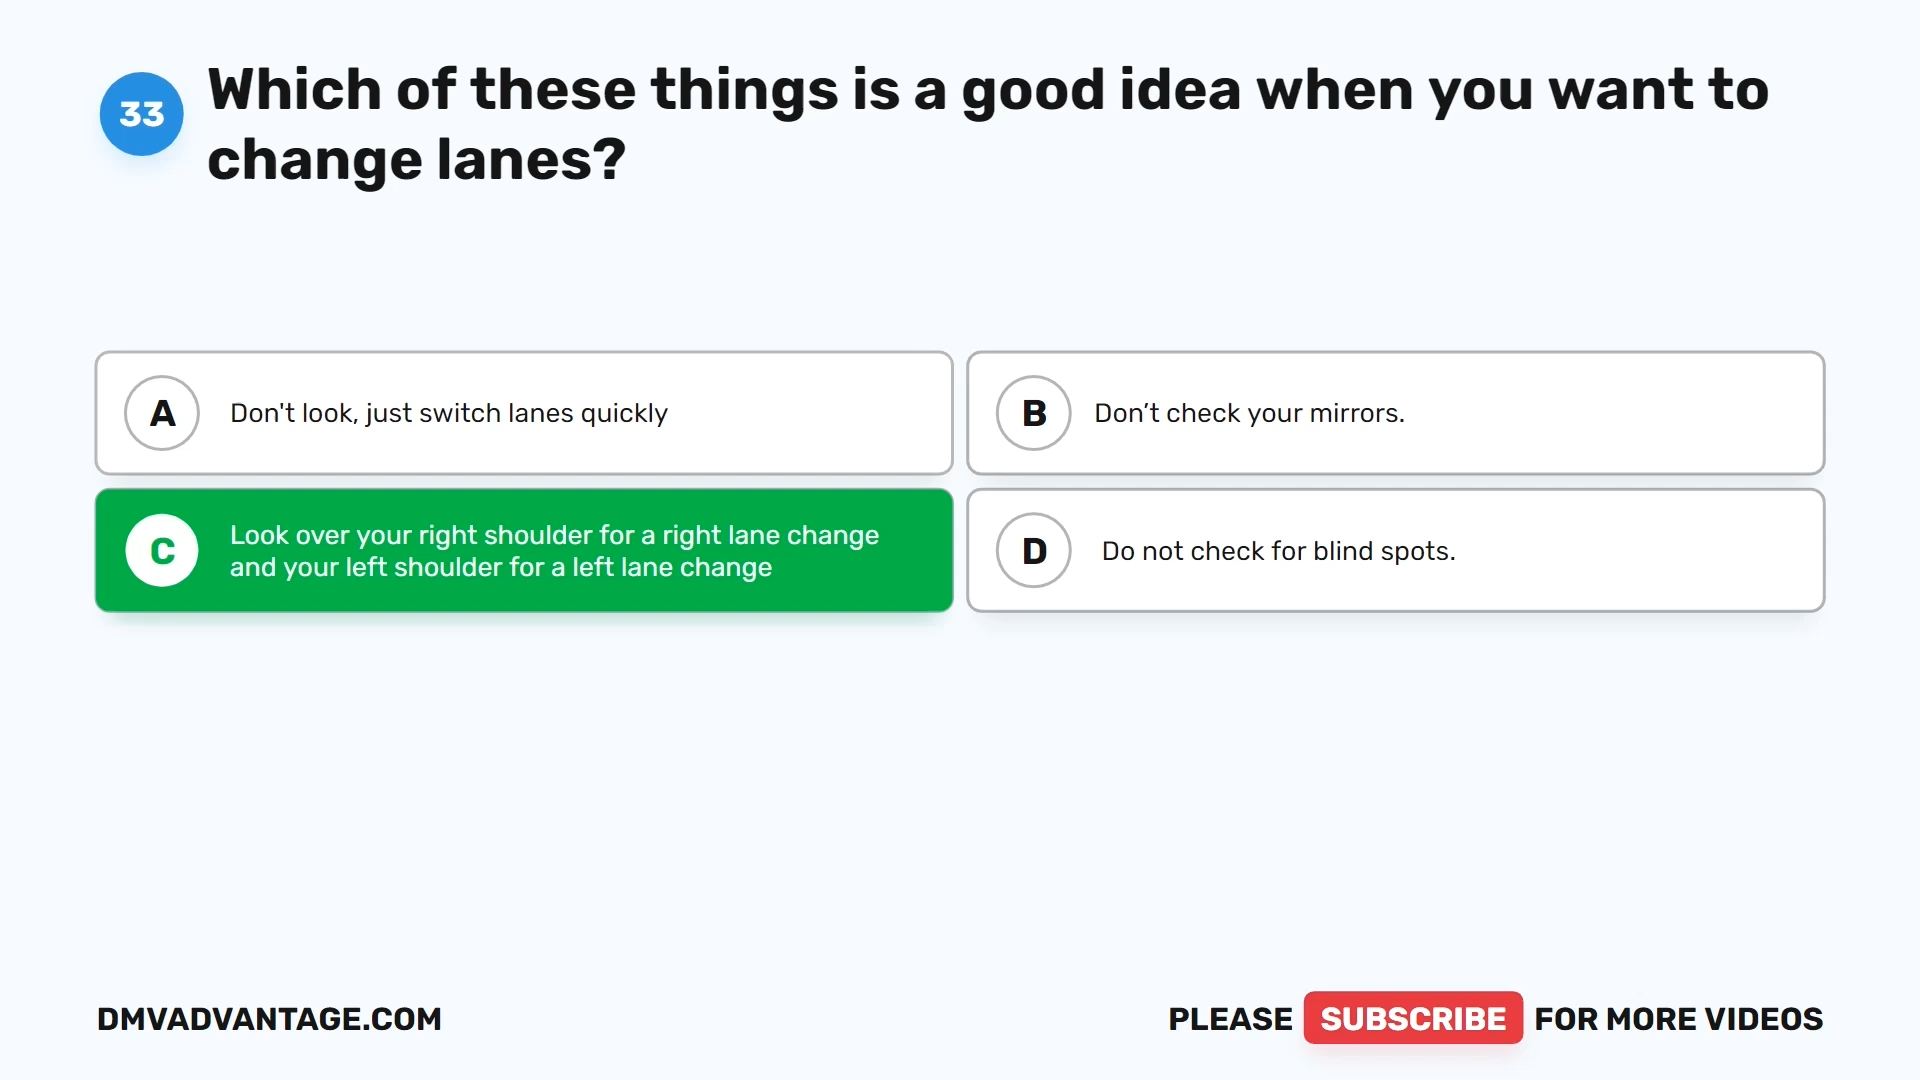 33
Which of these things is a good idea when you want to
change lanes?
A
Don't look, just switch lanes quickly
B
Don’t check your mirrors.
C
Look over your right shoulder for a right lane change
and your left shoulder for a left lane change
D
Do not check for blind spots.
DMVADVANTAGE.COM
PLEASE SUBSCRIBE FOR MORE VIDEOS